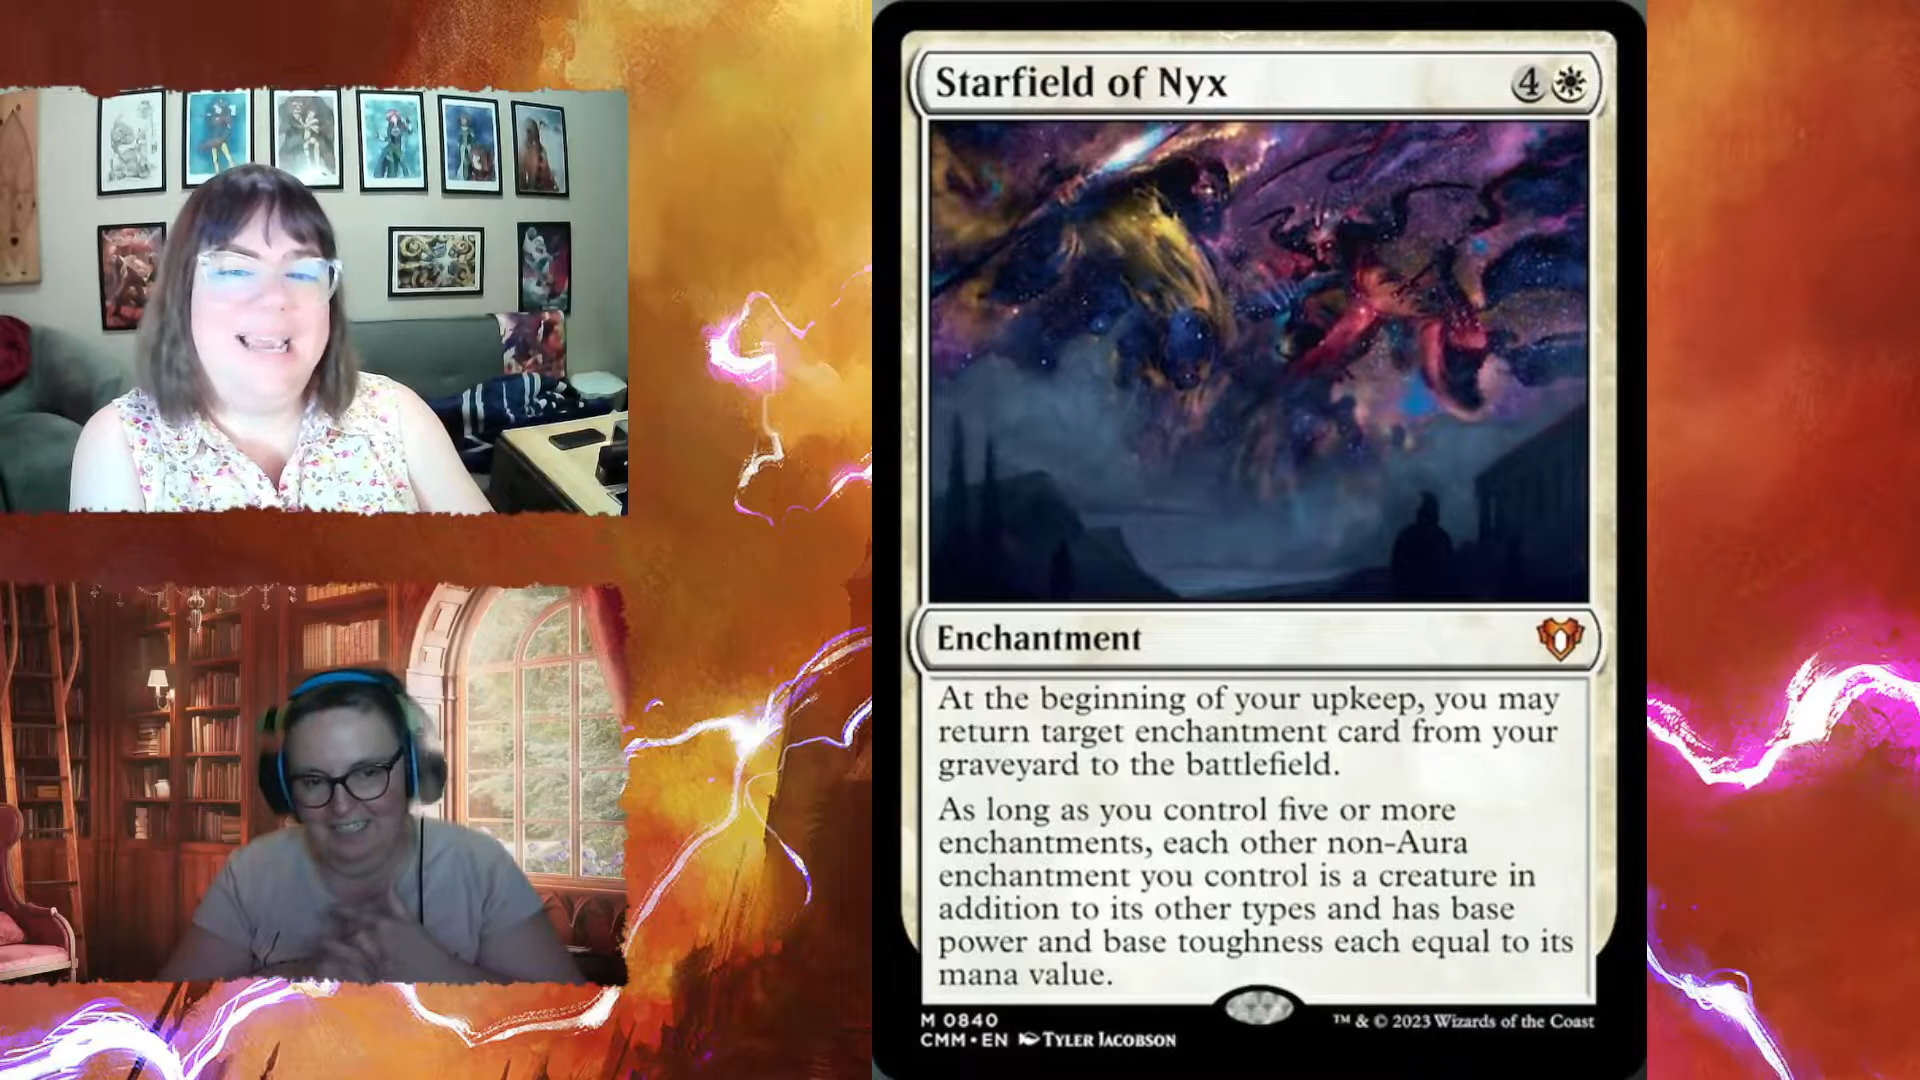 Starfield of Nyx 4
Enchantment
At the beginning of your upkeep, you may
return target enchantment card from your
graveyard to the battlefield.
As long as you control five or more
enchantments, each other non-Aura
enchantment you control is a creature in
addition to its other types and has base
power and base toughness each equal to its
mana value.
M 0840
CMM • EN TYLER JACOBSON
™ & © 2023 Wizards of the Coast